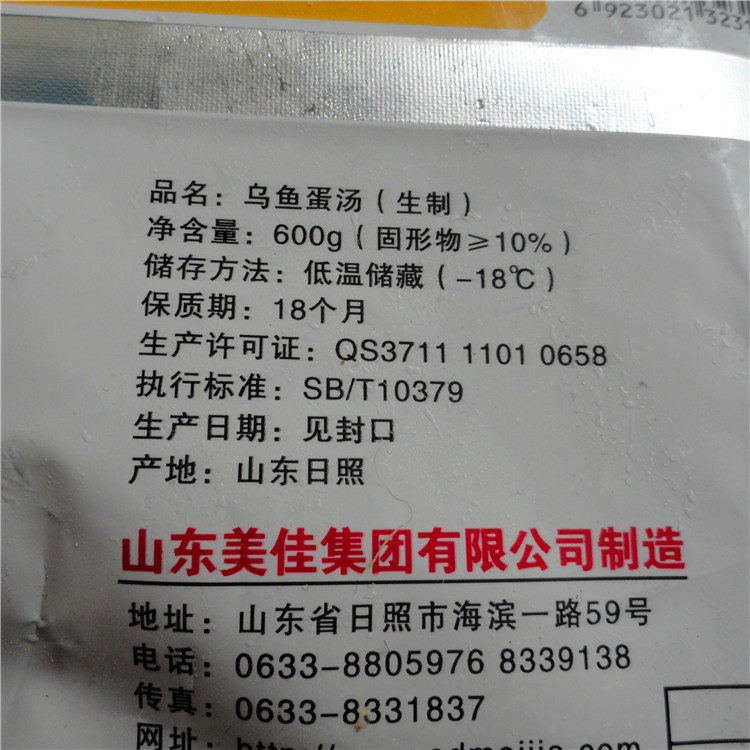 6 923021 323
品名：乌鱼蛋汤（生制）
净含量：600g（固形物≥10%）
储存方法：低温储藏（-18℃）
保质期：18个月
生产许可证：QS3711 1101 0658
执行标准：SB/T10379
生产日期：见封口
产地：山东日照
山东美佳集团有限公司制造
地址：山东省日照市海滨一路59号
电话：0633-8805976 8339138
传真：0633-8331837
网址：